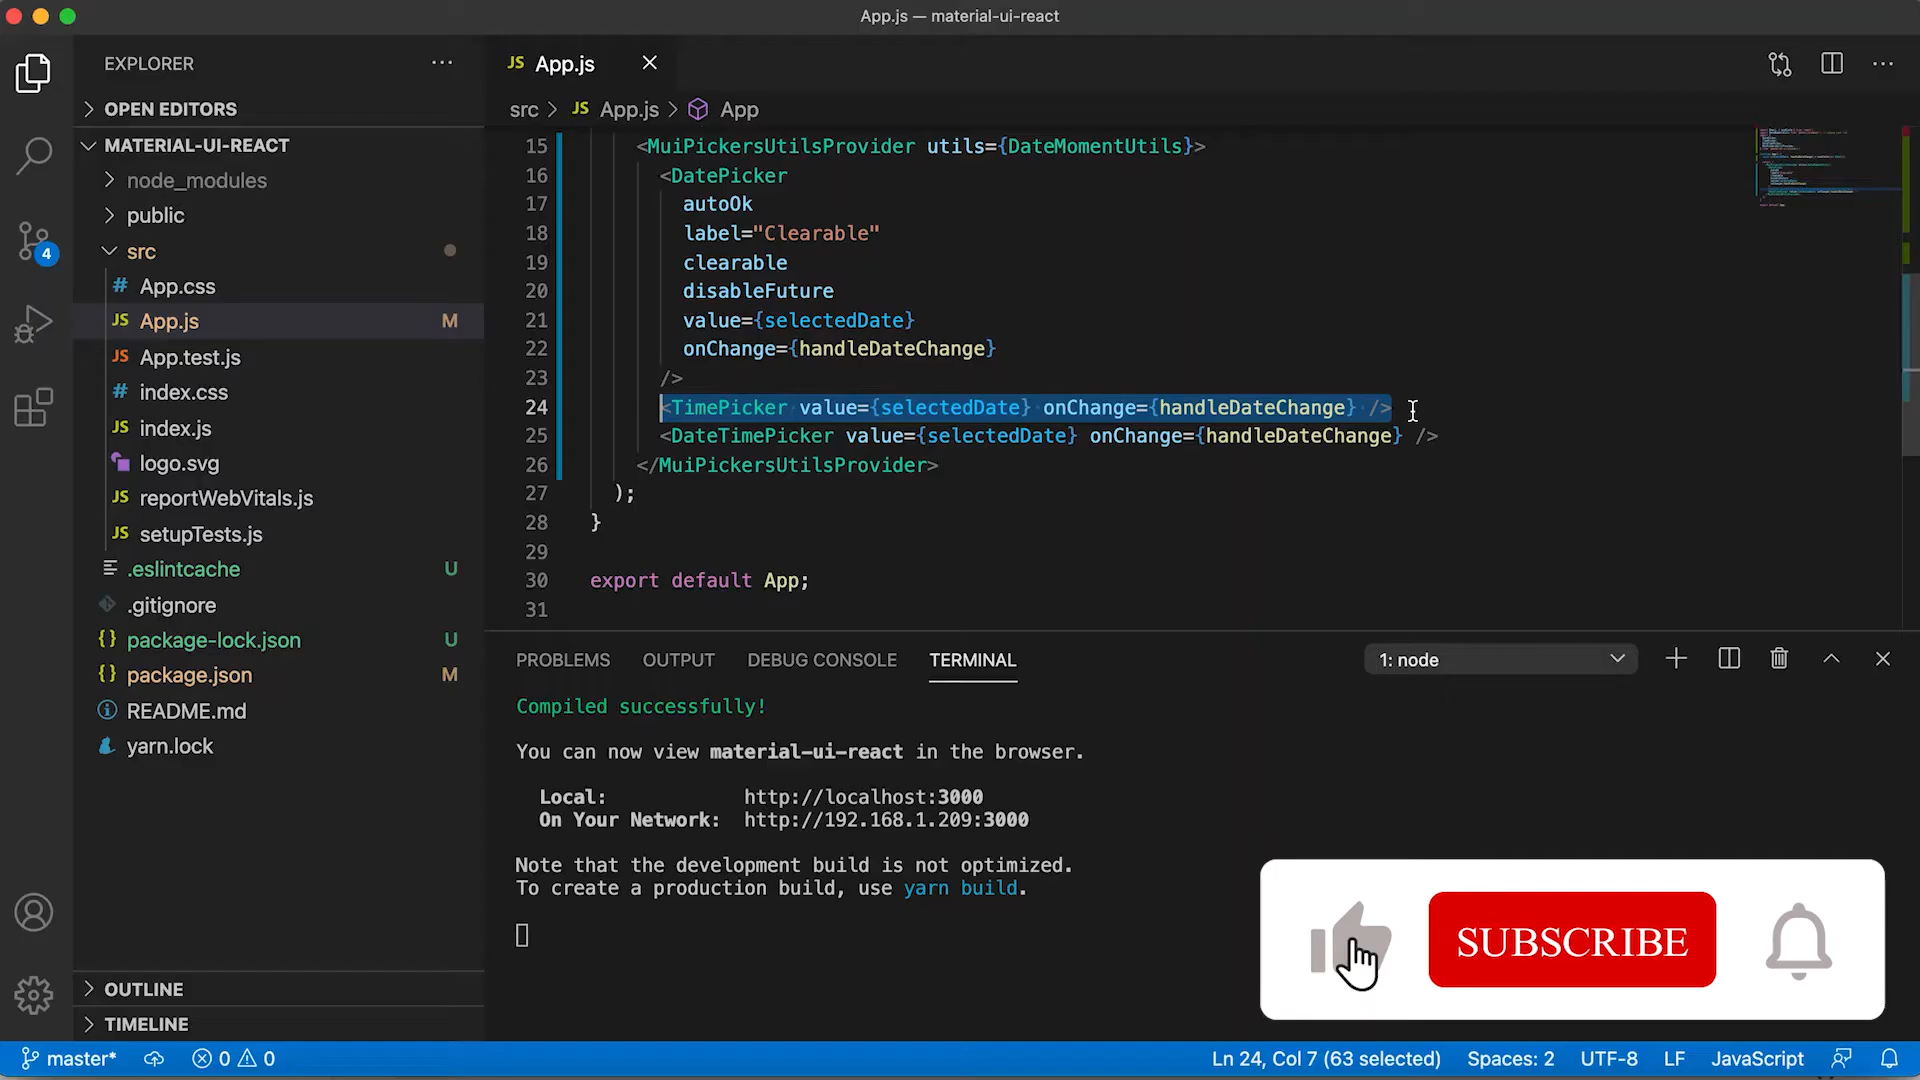 App.js — material-ui-react
EXPLORER
OPEN EDITORS
MATERIAL-UI-REACT
node_modules
public
src
# App.css
JS App.js M
JS App.test.js
# index.css
JS index.js
logo.svg
JS reportWebVitals.js
JS setupTests.js
.eslintcache U
.gitignore
{} package-lock.json U
{} package.json M
README.md
yarn.lock
OUTLINE
TIMELINE
4
JS App.js
src > JS App.js > App
15 <MuiPickersUtilsProvider utils={DateMomentUtils}>
16 <DatePicker
17 autoOk
18 label="Clearable"
19 clearable
20 disableFuture
21 value={selectedDate}
22 onChange={handleDateChange}
23 />
24 <TimePicker value={selectedDate} onChange={handleDateChange} />
25 <DateTimePicker value={selectedDate} onChange={handleDateChange} />
26 </MuiPickersUtilsProvider>
27 );
28 }
29
30 export default App;
31
PROBLEMS OUTPUT DEBUG CONSOLE TERMINAL 1: node
Compiled successfully!
You can now view material-ui-react in the browser.
Local: http://localhost:3000
On Your Network: http://192.168.1.209:3000
Note that the development build is not optimized.
To create a production build, use yarn build.
SUBSCRIBE
master* 0 0 Ln 24, Col 7 (63 selected) Spaces: 2 UTF-8 LF JavaScript